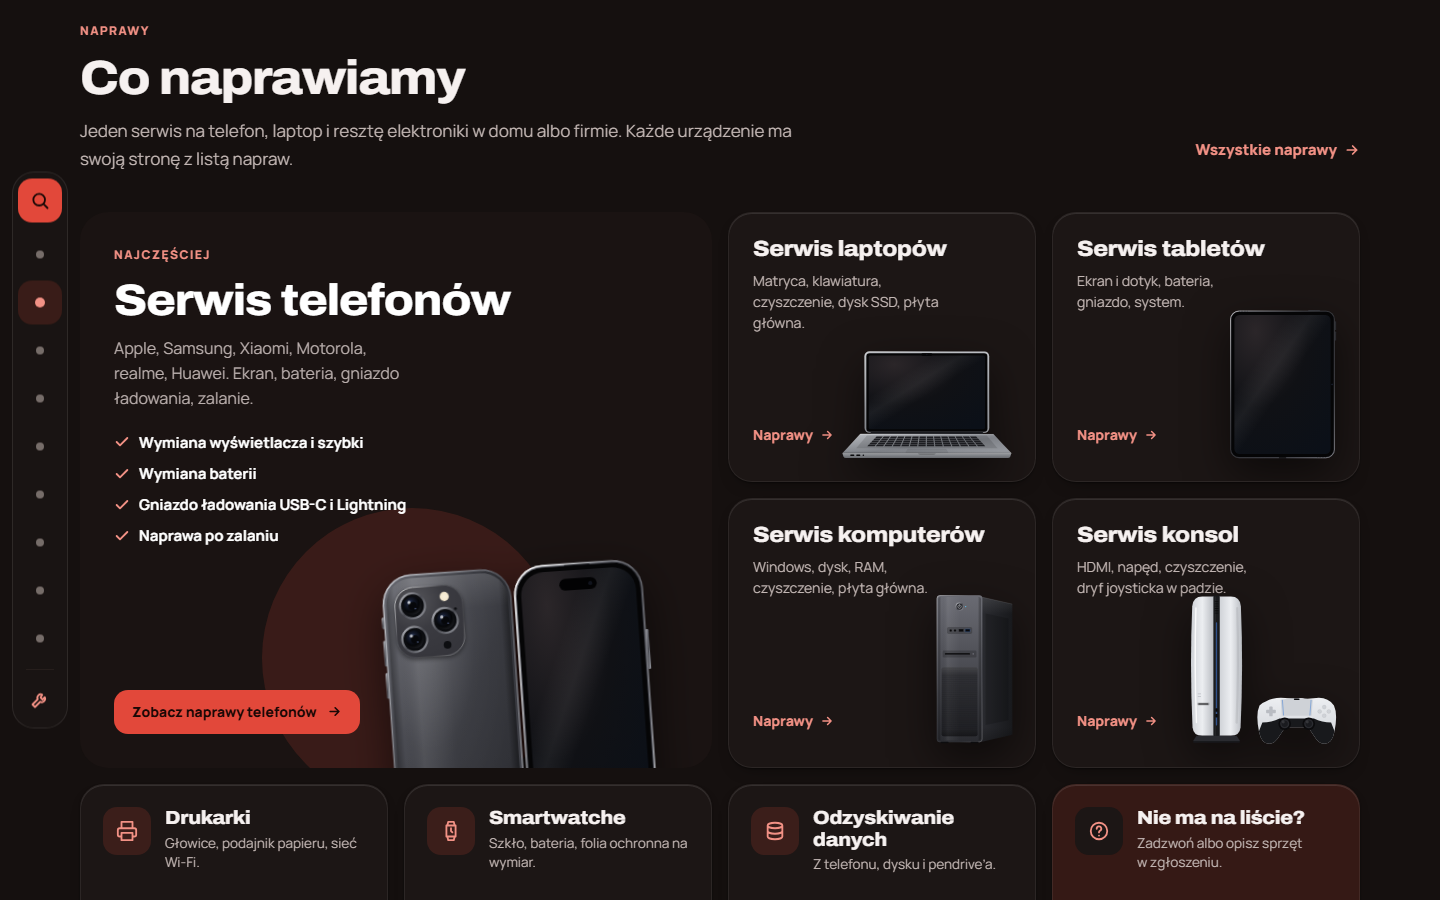 NAPRAWY
Co naprawiamy
Jeden serwis na telefon, laptop i resztę elektroniki w domu albo firmie. Każde urządzenie ma
swoją stronę z listą napraw.
Wszystkie naprawy
NAJCZĘŚCIEJ
Serwis telefonów
Apple, Samsung, Xiaomi, Motorola,
realme, Huawei. Ekran, bateria, gniazdo
ładowania, zalanie.
Wymiana wyświetlacza i szybki
Wymiana baterii
Gniazdo ładowania USB-C i Lightning
Naprawa po zalaniu
Zobacz naprawy telefonów
Serwis laptopów
Matryca, klawiatura,
czyszczenie, dysk SSD, płyta
główna.
Naprawy
Serwis tabletów
Ekran i dotyk, bateria,
gniazdo, system.
Naprawy
Serwis komputerów
Windows, dysk, RAM,
czyszczenie, płyta główna.
Naprawy
Serwis konsol
HDMI, napęd, czyszczenie,
dryf joysticka w padzie.
Naprawy
Drukarki
Głowice, podajnik papieru, sieć
Wi-Fi.
Smartwatche
Szkło, bateria, folia ochronna na
wymiar.
Odzyskiwanie
danych
Z telefonu, dysku i pendrive'a.
Nie ma na liście?
Zadzwoń albo opisz sprzęt
w zgłoszeniu.